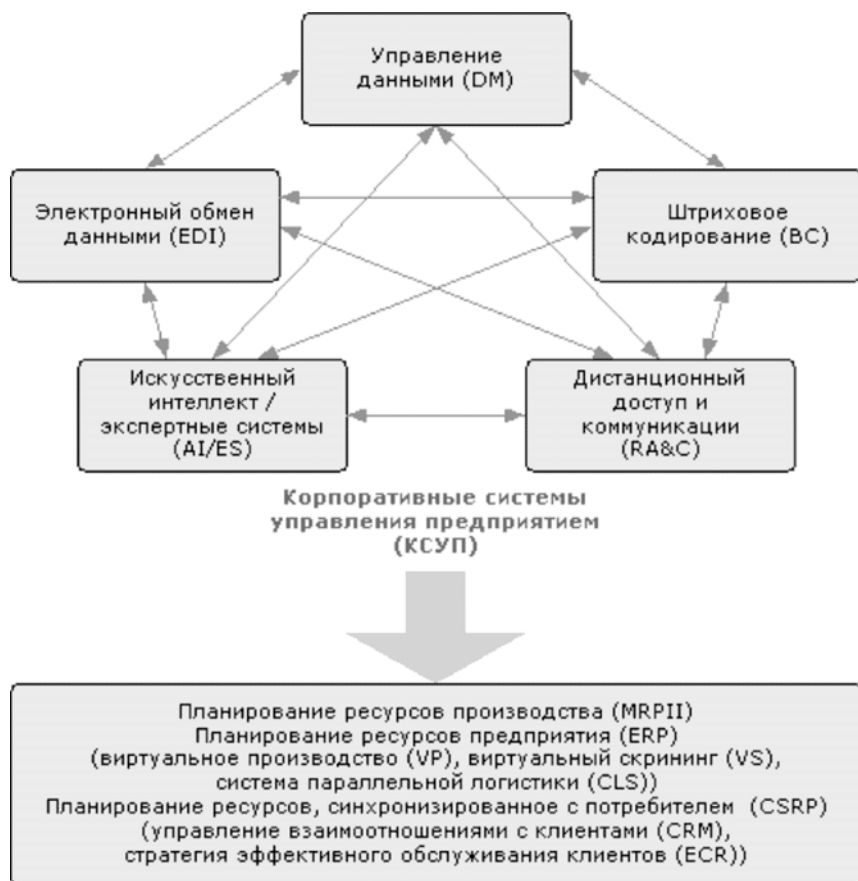 Управление
данными (DM)
Электронный обмен
данными (EDI)
Штриховое
кодирование (BC)
Искусственный
интеллект /
экспертные системы
(AI/ES)
Дистанционный
доступ и
коммуникации
(RA&C)
Корпоративные системы
управления предприятием
(КСУП)
Планирование ресурсов производства (MRPII)
Планирование ресурсов предприятия (ERP)
(виртуальное производство (VP), виртуальный скрининг (VS),
система параллельной логистики (CLS))
Планирование ресурсов, синхронизированное с потребителем (CSRP)
(управление взаимоотношениями с клиентами (CRM),
стратегия эффективного обслуживания клиентов (ECR))